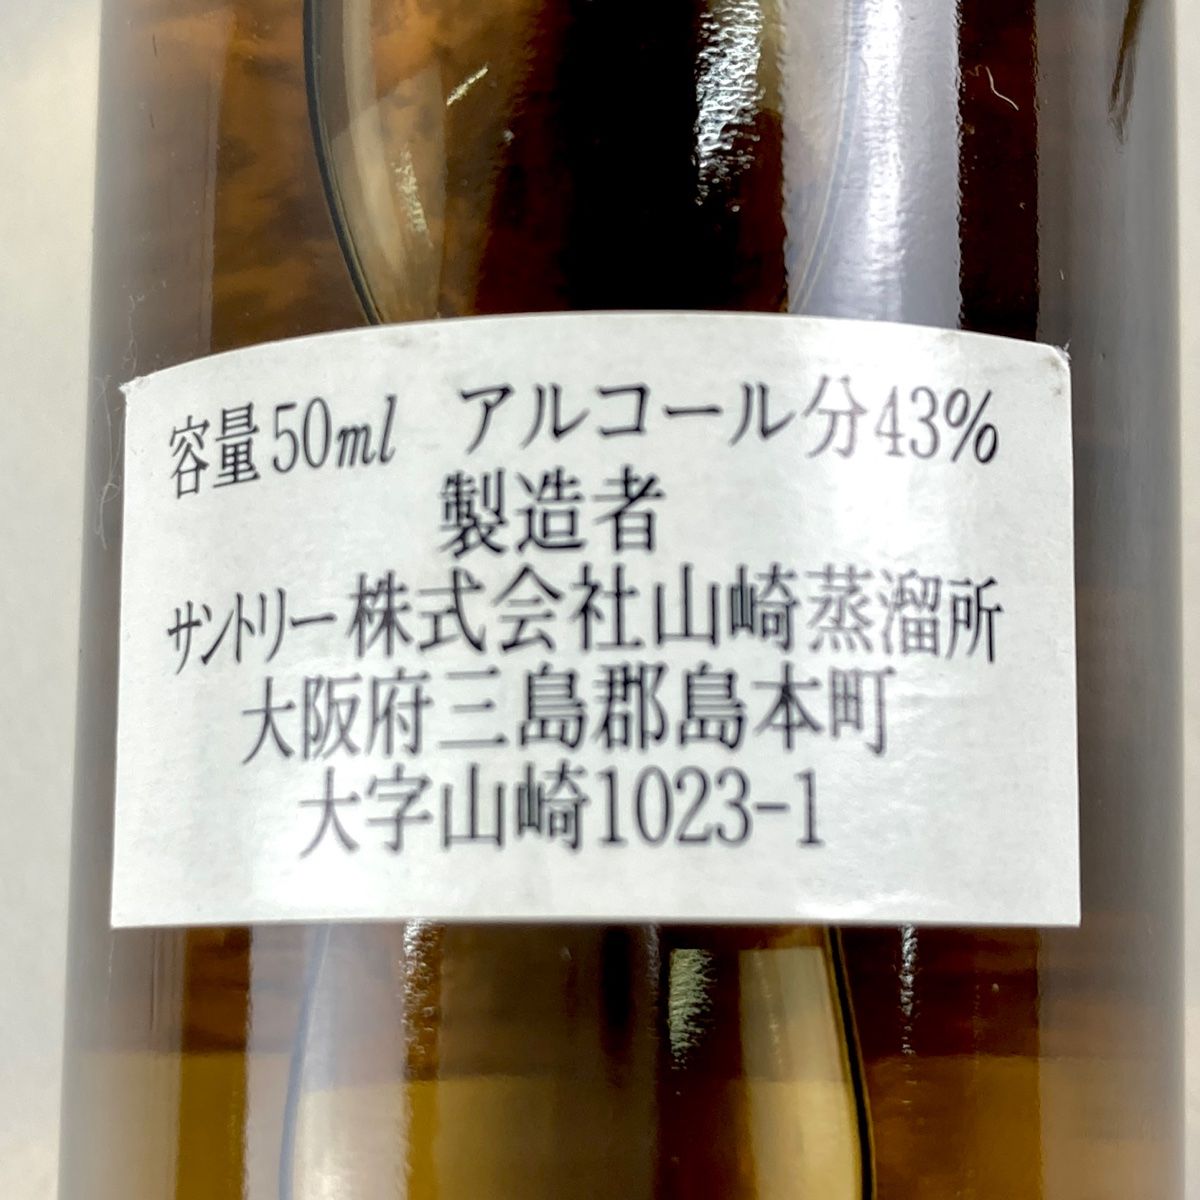 容量50ml アルコール分43%
製造者
サントリー株式会社山崎蒸溜所
大阪府三島郡島本町
大字山崎1023-1